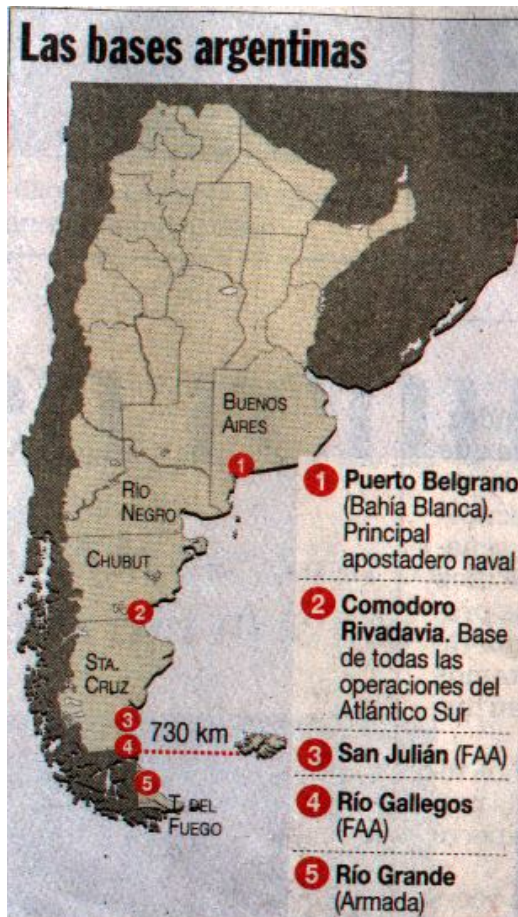 Las bases argentinas
BUENOS
AIRES
1
RÍO
NEGRO
CHUBUT
2
STA.
CRUZ
3
730 km
4
5
T. DEL
FUEGO
1 Puerto Belgrano
(Bahía Blanca).
Principal
apostadero naval
2 Comodoro
Rivadavia. Base
de todas las
operaciones del
Atlántico Sur
3 San Julián (FAA)
4 Río Gallegos
(FAA)
5 Río Grande
(Armada)